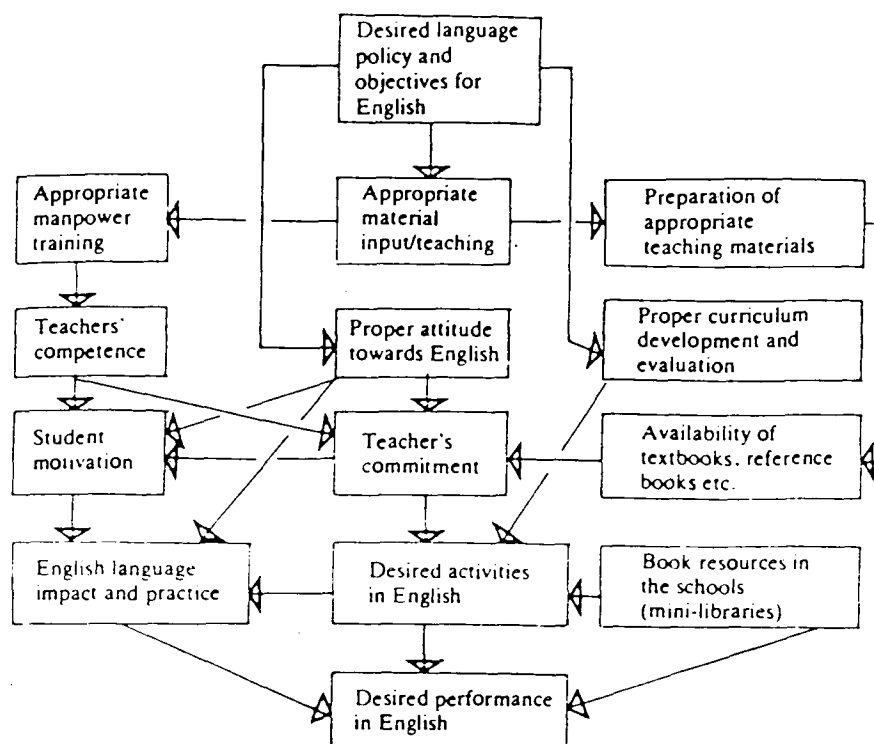 Desired language
policy and
objectives for
English
Appropriate
manpower
training
Appropriate
material
input/teaching
Preparation of
appropriate
teaching materials
Teachers'
competence
Proper attitude
towards English
Proper curriculum
development and
evaluation
Student
motivation
Teacher's
commitment
Availability of
textbooks, reference
books etc.
English language
impact and practice
Desired activities
in English
Book resources in
the schools
(mini-libraries)
Desired performance
in English